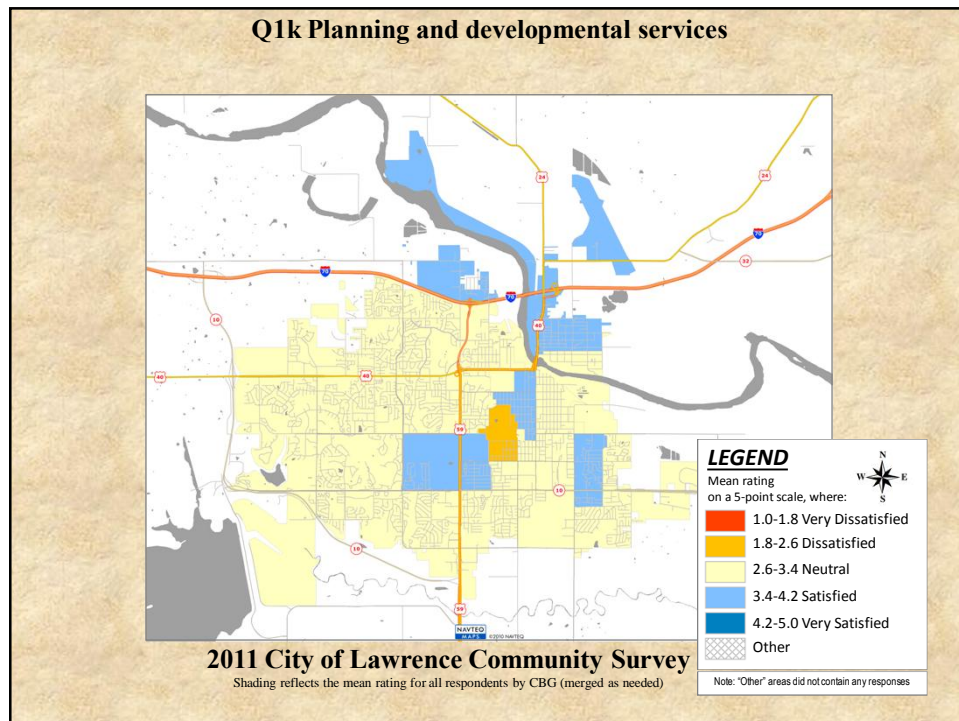 Q1k Planning and developmental services
24
24
70
32
70
70
10
40
40
40
59
10
10
59
NAVTEQ
MAPS ©2010 NAVTEQ
LEGEND
Mean rating
on a 5-point scale, where:
N
W E
S
1.0-1.8 Very Dissatisfied
1.8-2.6 Dissatisfied
2.6-3.4 Neutral
3.4-4.2 Satisfied
4.2-5.0 Very Satisfied
Other
Note: "Other" areas did not contain any responses
2011 City of Lawrence Community Survey
Shading reflects the mean rating for all respondents by CBG (merged as needed)